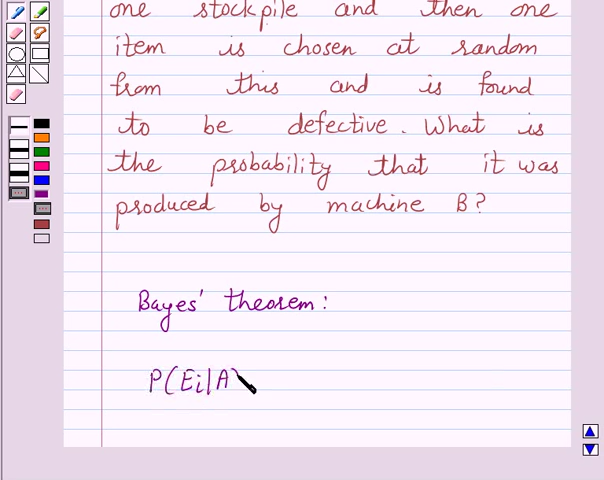 one stockpile and then one
item is chosen at random
from this and is found
to be defective. What is
the probability that it was
produced by machine B?
Bayes' theorem:
P(Ei|A)